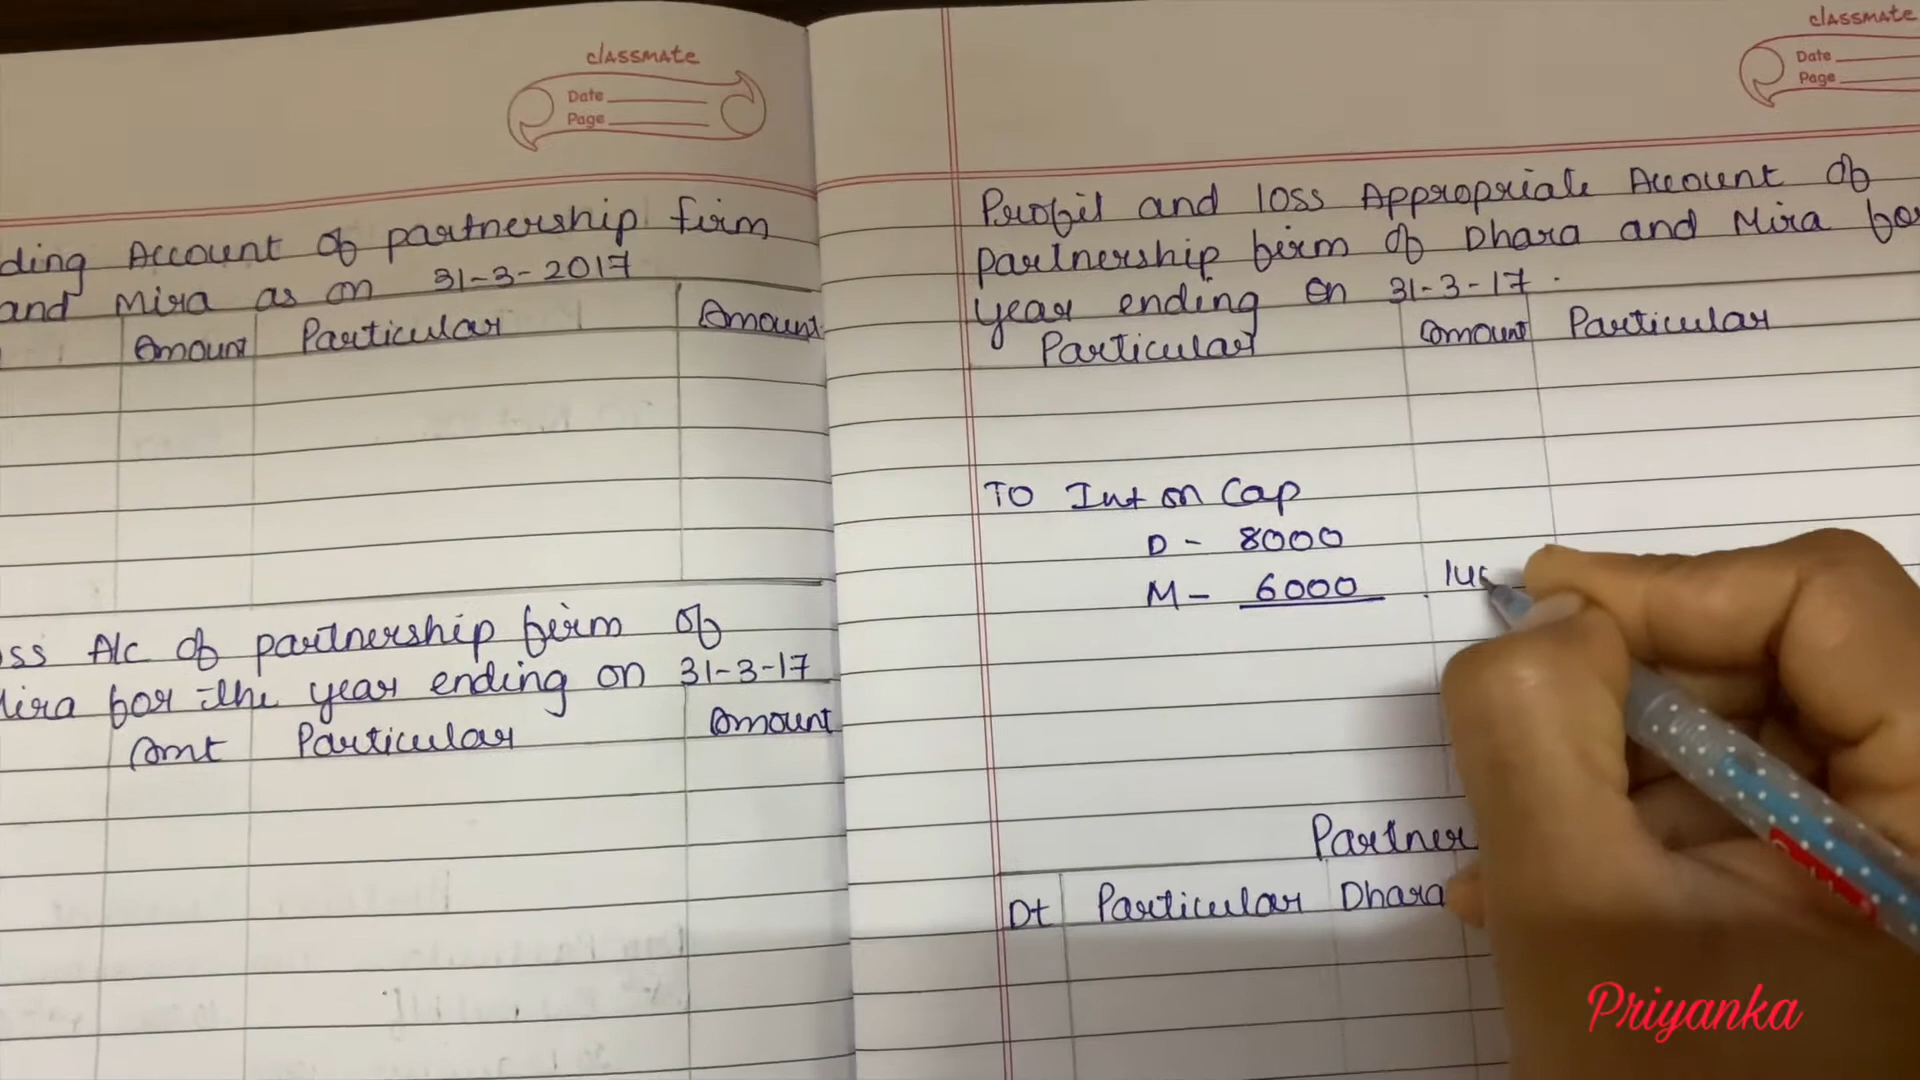 classmate
Date
Page
ding Account of partnership firm
and Mira as on 31-3-2017
Amount Particular Amount
ss A/c of partnership firm of
Mira for the year ending on 31-3-17
Amt Particular Amount
classmate
Date
Page
Profit and loss Appropriate Account of
partnership firm of Dhara and Mira for
year ending on 31-3-17.
Particular Amount Particular
TO Int on Cap
D - 8000
M - 6000 14
Partner
Dt Particular Dhara
Priyanka